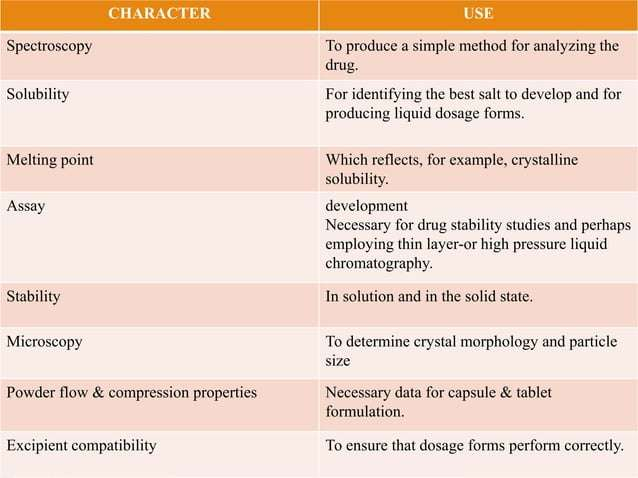 CHARACTER USE
Spectroscopy To produce a simple method for analyzing the
drug.
Solubility For identifying the best salt to develop and for
producing liquid dosage forms.
Melting point Which reflects, for example, crystalline
solubility.
Assay development
Necessary for drug stability studies and perhaps
employing thin layer-or high pressure liquid
chromatography.
Stability In solution and in the solid state.
Microscopy To determine crystal morphology and particle
size
Powder flow & compression properties Necessary data for capsule & tablet
formulation.
Excipient compatibility To ensure that dosage forms perform correctly.